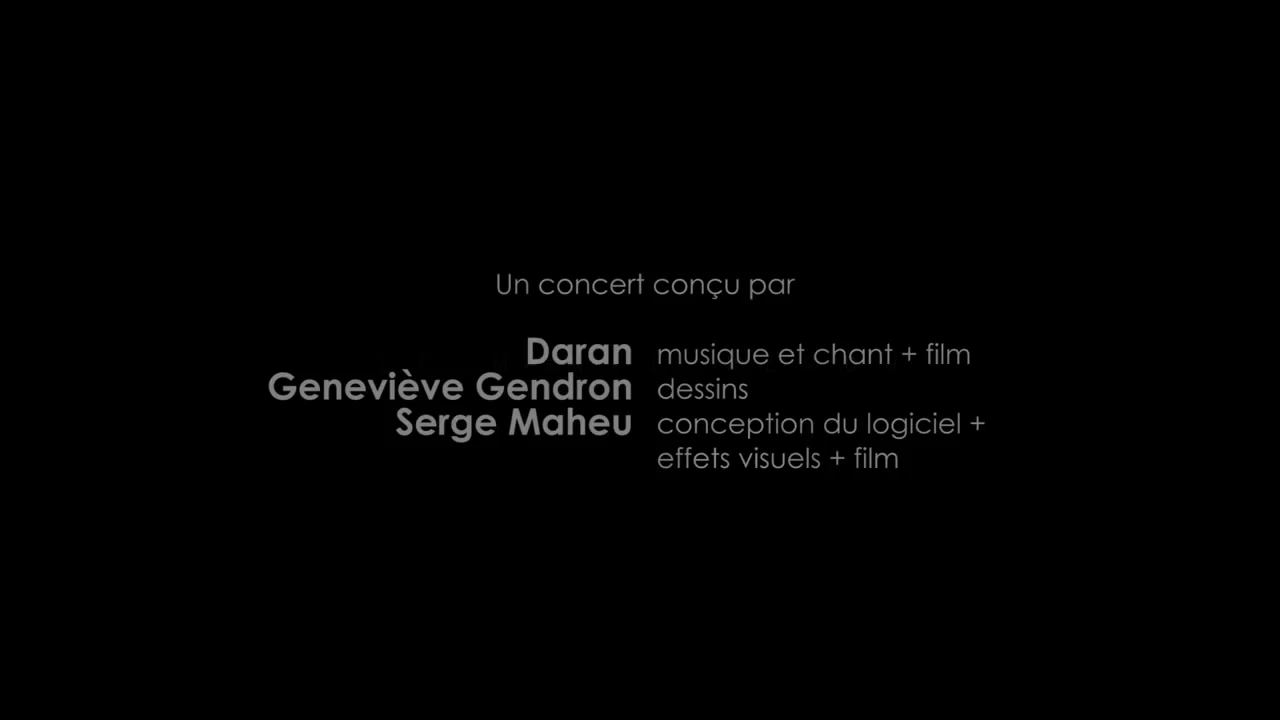 Un concert conçu par
Daran musique et chant + film
Geneviève Gendron dessins
Serge Maheu conception du logiciel +
effets visuels + film